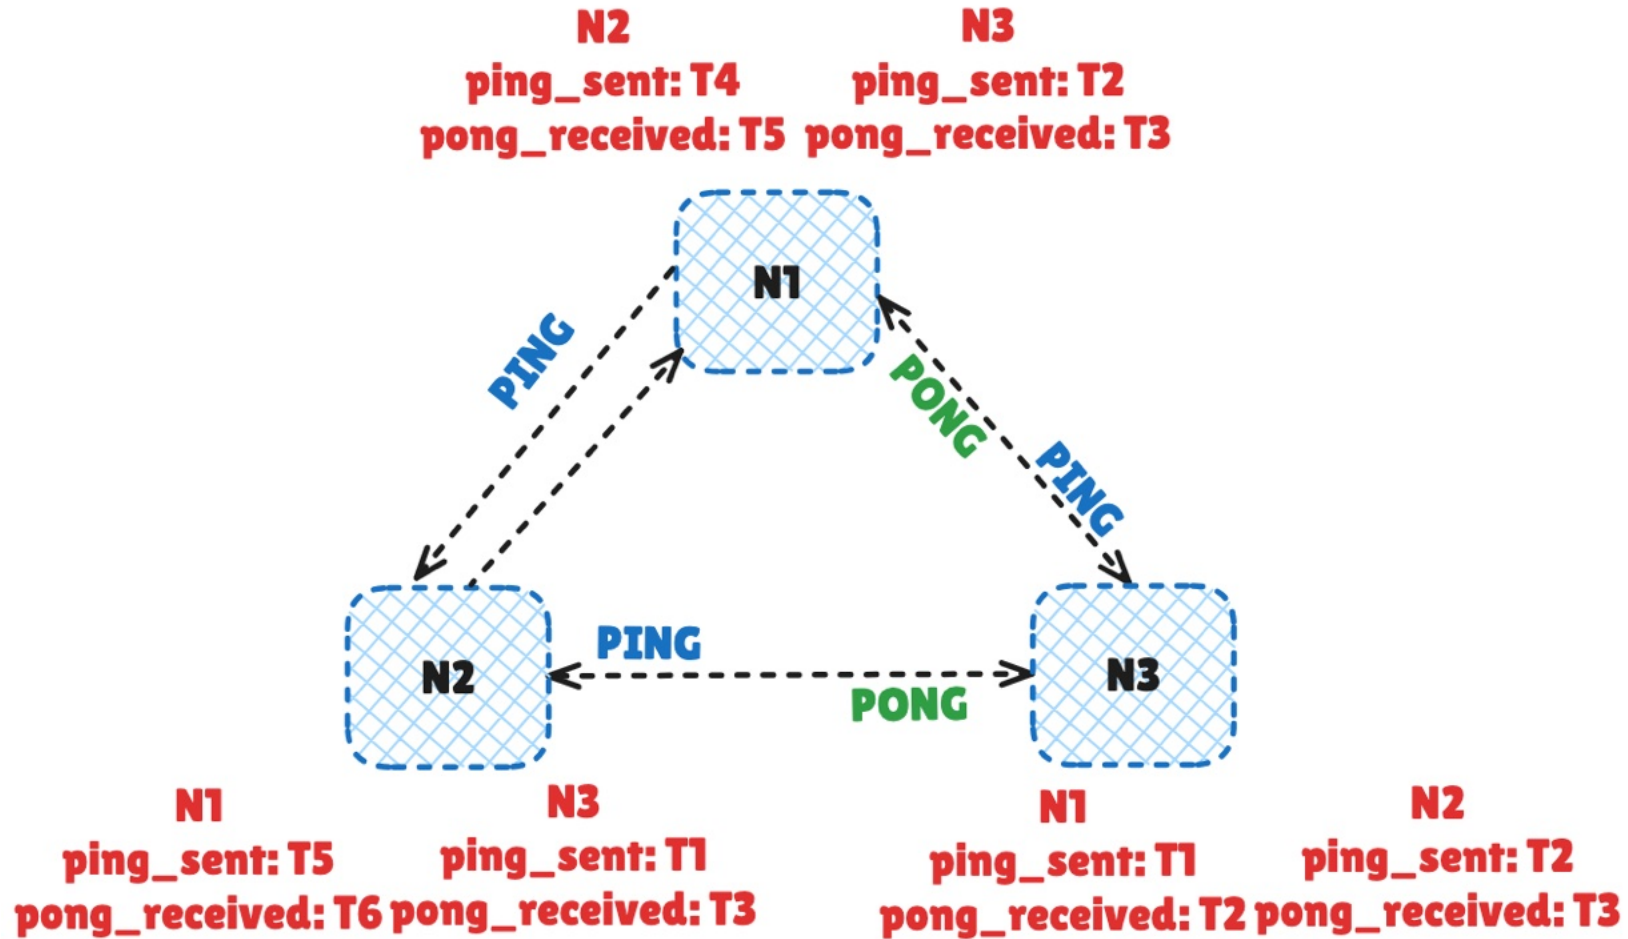 N2
ping_sent: T4
pong_received: T5
N3
ping_sent: T2
pong_received: T3
N1
PING
PONG
PING
PING
PONG
N2
N3
N1
ping_sent: T5
pong_received: T6
N3
ping_sent: T1
pong_received: T3
N1
ping_sent: T1
pong_received: T2
N2
ping_sent: T2
pong_received: T3